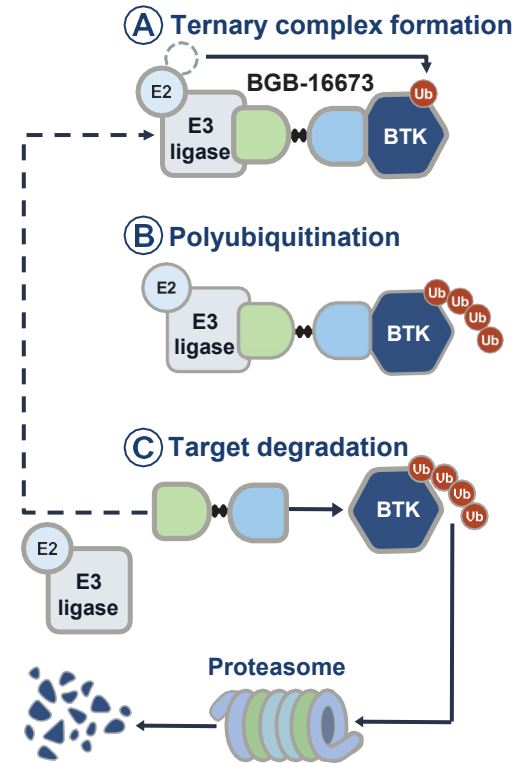 A Ternary complex formation
E2
BGB-16673
Ub
E3
ligase
BTK
B Polyubiquitination
E2
Ub
Ub
Ub
Ub
E3
ligase
BTK
C Target degradation
Ub
Ub
Ub
Ub
BTK
E2
E3
ligase
Proteasome